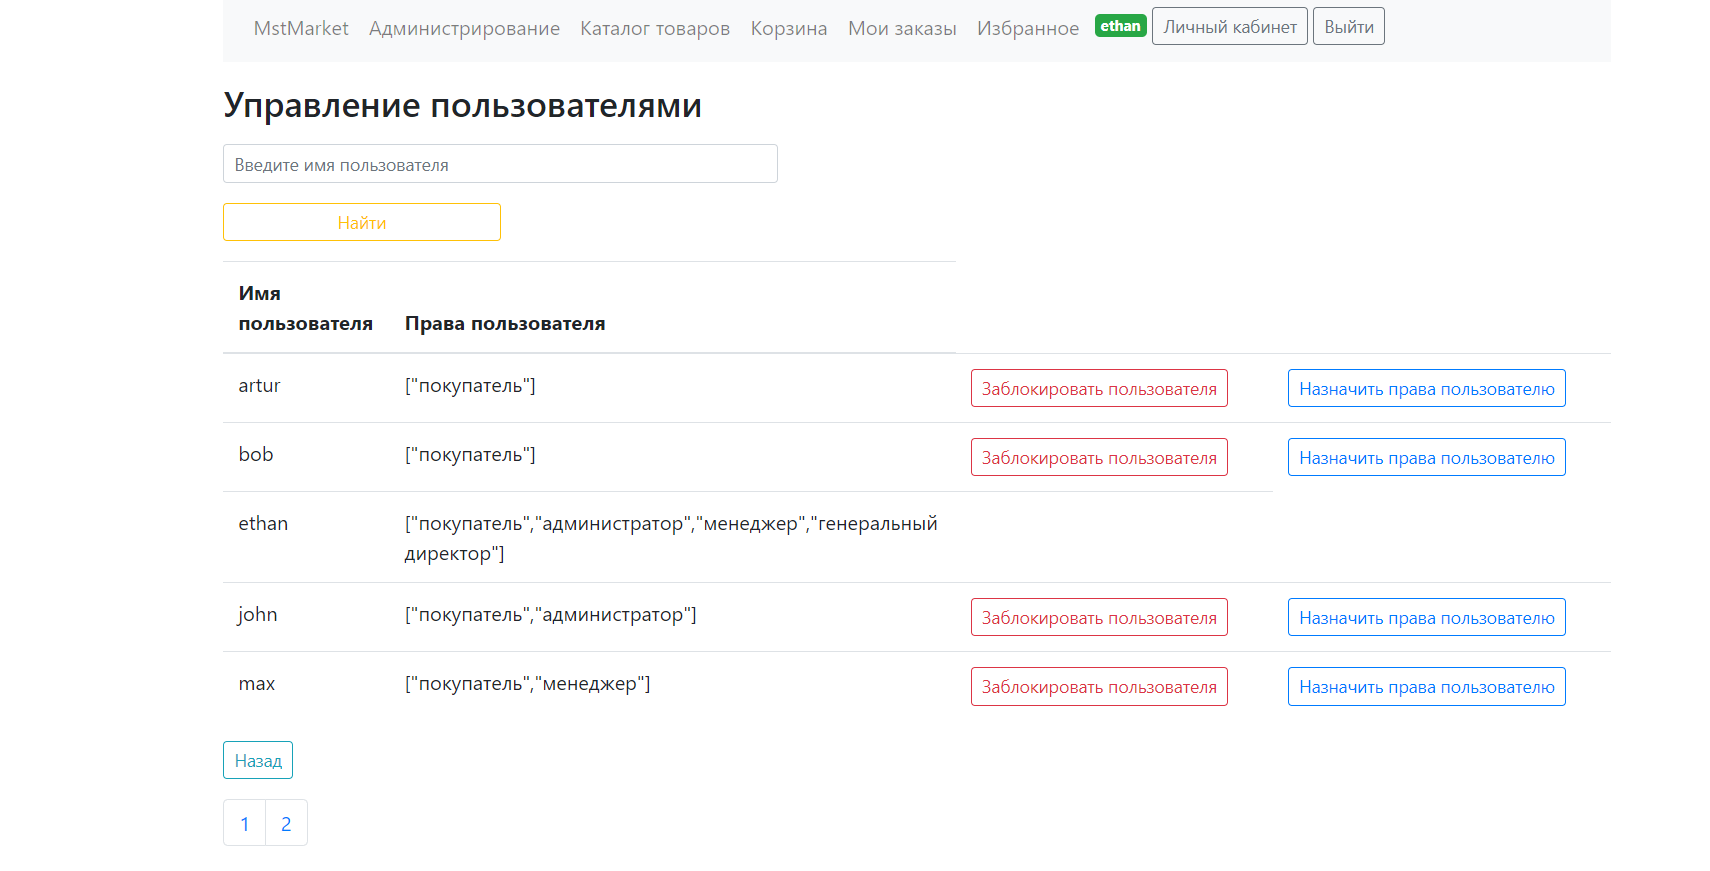 MstMarket Администрирование Каталог товаров Корзина Мои заказы Избранное ethan Личный кабинет Выйти
Управление пользователями
Введите имя пользователя
Найти
Имя
пользователя Права пользователя
artur ["покупатель"] Заблокировать пользователя Назначить права пользователю
bob ["покупатель"] Заблокировать пользователя Назначить права пользователю
ethan ["покупатель","администратор","менеджер","генеральный
директор"]
john ["покупатель","администратор"] Заблокировать пользователя Назначить права пользователю
max ["покупатель","менеджер"] Заблокировать пользователя Назначить права пользователю
Назад
1 2